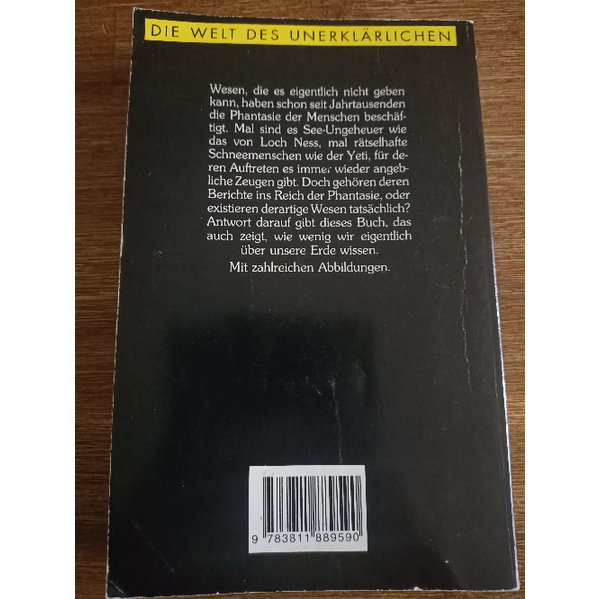 DIE WELT DES UNERKLÄRLICHEN
Wesen, die es eigentlich nicht geben
kann, haben schon seit Jahrtausenden
die Phantasie der Menschen beschäf-
tigt. Mal sind es See-Ungeheuer wie
das von Loch Ness, mal rätselhafte
Schneemenschen wie der Yeti, für de-
ren Auftreten es immer wieder angeb-
liche Zeugen gibt. Doch gehören deren
Berichte ins Reich der Phantasie, oder
existieren derartige Wesen tatsächlich?
Antwort darauf gibt dieses Buch, das
auch zeigt, wie wenig wir eigentlich
über unsere Erde wissen.
Mit zahlreichen Abbildungen.
9 783811 889590